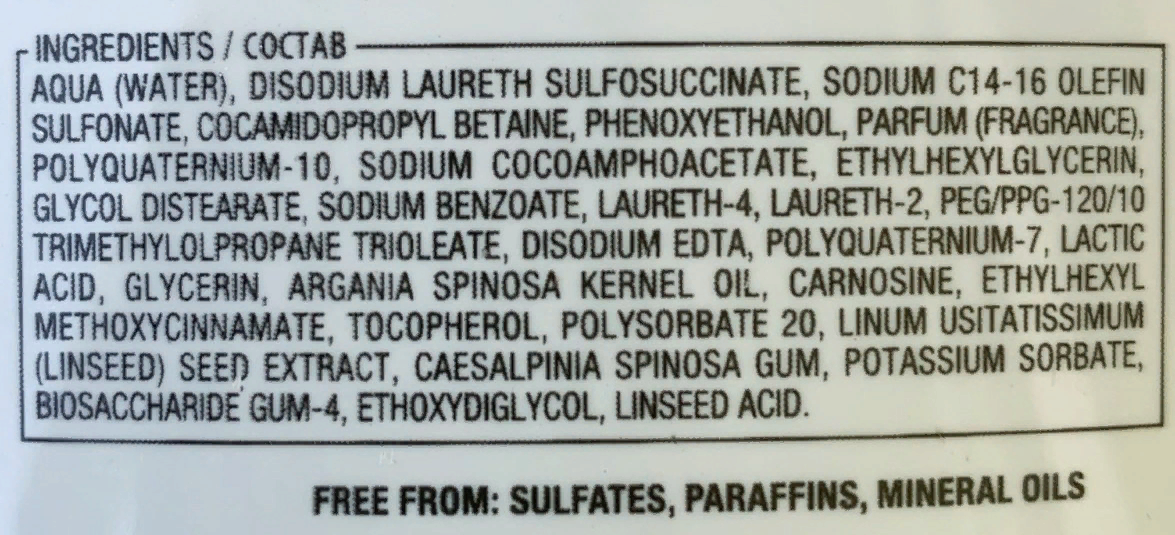 INGREDIENTS / СОСТАВ
AQUA (WATER), DISODIUM LAURETH SULFOSUCCINATE, SODIUM C14-16 OLEFIN
SULFONATE, COCAMIDOPROPYL BETAINE, PHENOXYETHANOL, PARFUM (FRAGRANCE),
POLYQUATERNIUM-10, SODIUM COCOAMPHOACETATE, ETHYLHEXYLGLYCERIN,
GLYCOL DISTEARATE, SODIUM BENZOATE, LAURETH-4, LAURETH-2, PEG/PPG-120/10
TRIMETHYLOLPROPANE TRIOLEATE, DISODIUM EDTA, POLYQUATERNIUM-7, LACTIC
ACID, GLYCERIN, ARGANIA SPINOSA KERNEL OIL, CARNOSINE, ETHYLHEXYL
METHOXYCINNAMATE, TOCOPHEROL, POLYSORBATE 20, LINUM USITATISSIMUM
(LINSEED) SEED EXTRACT, CAESALPINIA SPINOSA GUM, POTASSIUM SORBATE,
BIOSACCHARIDE GUM-4, ETHOXYDIGLYCOL, LINSEED ACID.
FREE FROM: SULFATES, PARAFFINS, MINERAL OILS